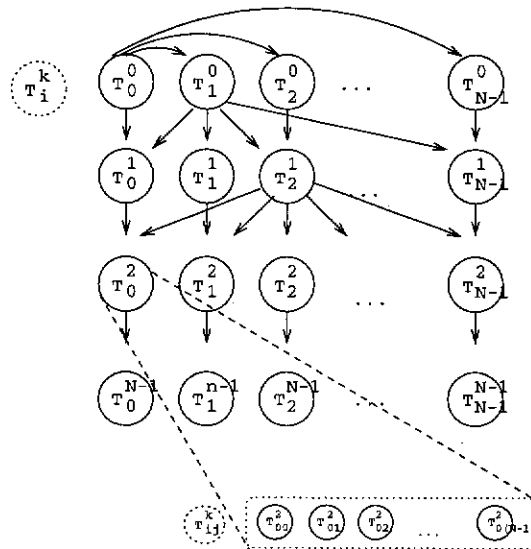 T_i^k T_0^0 T_1^0 T_2^0 ... T_{N-1}^0
T_0^1 T_1^1 T_2^1 ... T_{N-1}^1
T_0^2 T_1^2 T_2^2 ... T_{N-1}^2
T_0^{N-1} T_1^{n-1} T_2^{N-1} ... T_{N-1}^{N-1}
T_{ij}^k T_{00}^2 T_{01}^2 T_{02}^2 ... T_{0(N-1}^2